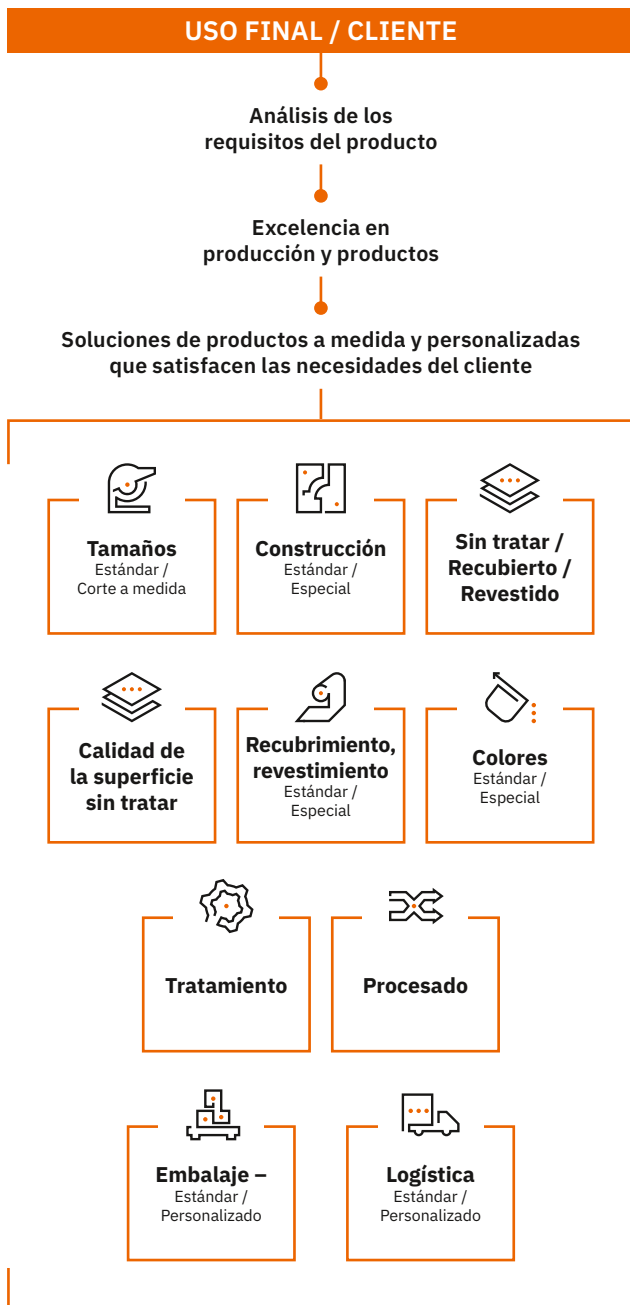 USO FINAL / CLIENTE
Análisis de los
requisitos del producto
Excelencia en
producción y productos
Soluciones de productos a medida y personalizadas
que satisfacen las necesidades del cliente
Tamaños
Estándar /
Corte a medida
Construcción
Estándar /
Especial
Sin tratar /
Recubierto /
Revestido
Calidad de
la superficie
sin tratar
Recubrimiento,
revestimiento
Estándar /
Especial
Colores
Estándar /
Especial
Tratamiento
Procesado
Embalaje –
Estándar /
Personalizado
Logística
Estándar /
Personalizado